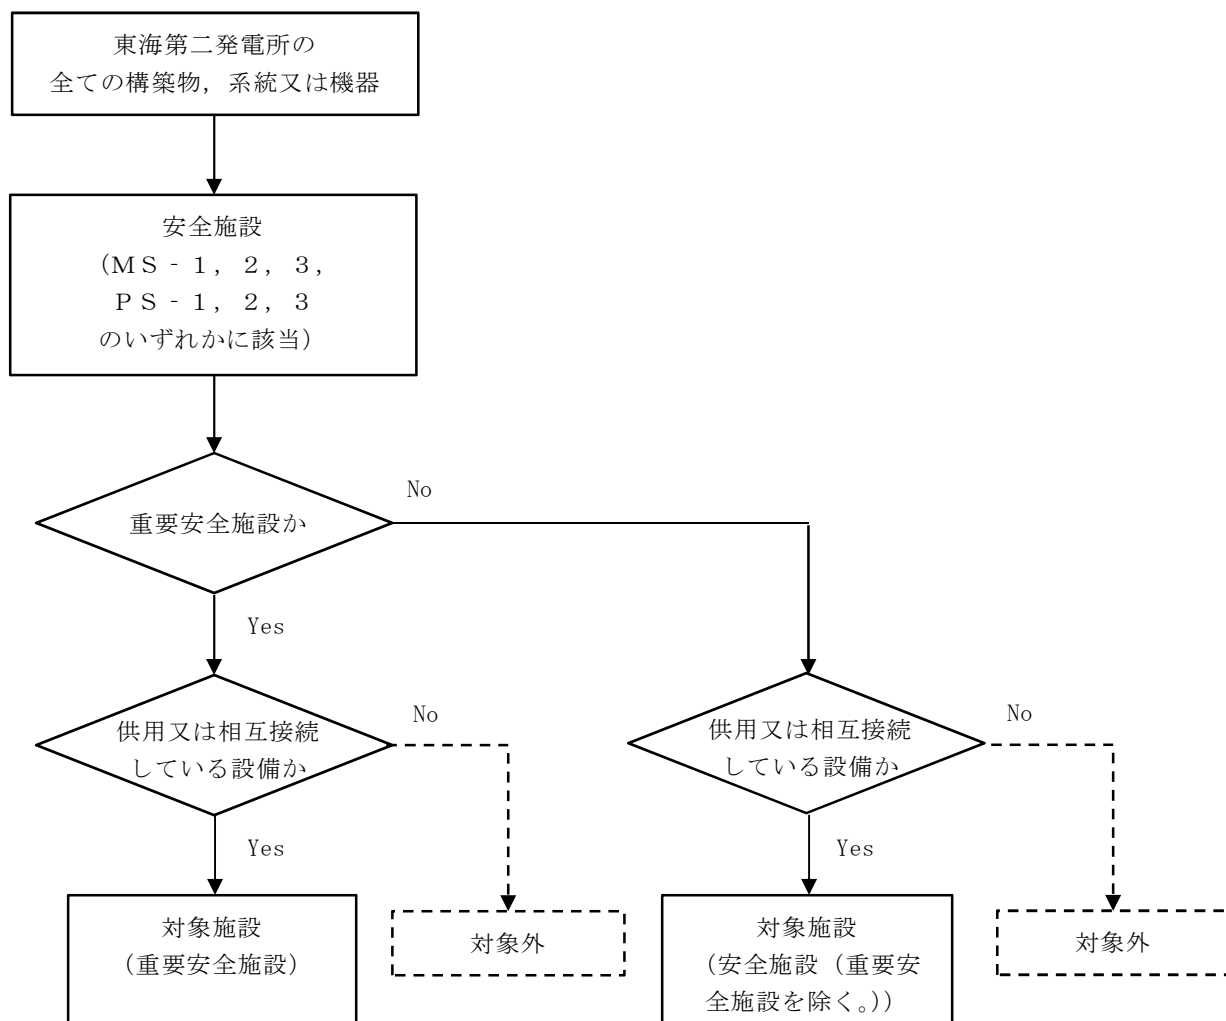 東海第二発電所の
全ての構築物，系統又は機器
安全施設
（ＭＳ‐１，２，３，
ＰＳ‐１，２，３
のいずれかに該当）
重要安全施設か
No
Yes
供用又は相互接続
している設備か
No
Yes
対象施設
（重要安全施設）
対象外
供用又は相互接続
している設備か
No
Yes
対象施設
（安全施設（重要安
全施設を除く。））
対象外